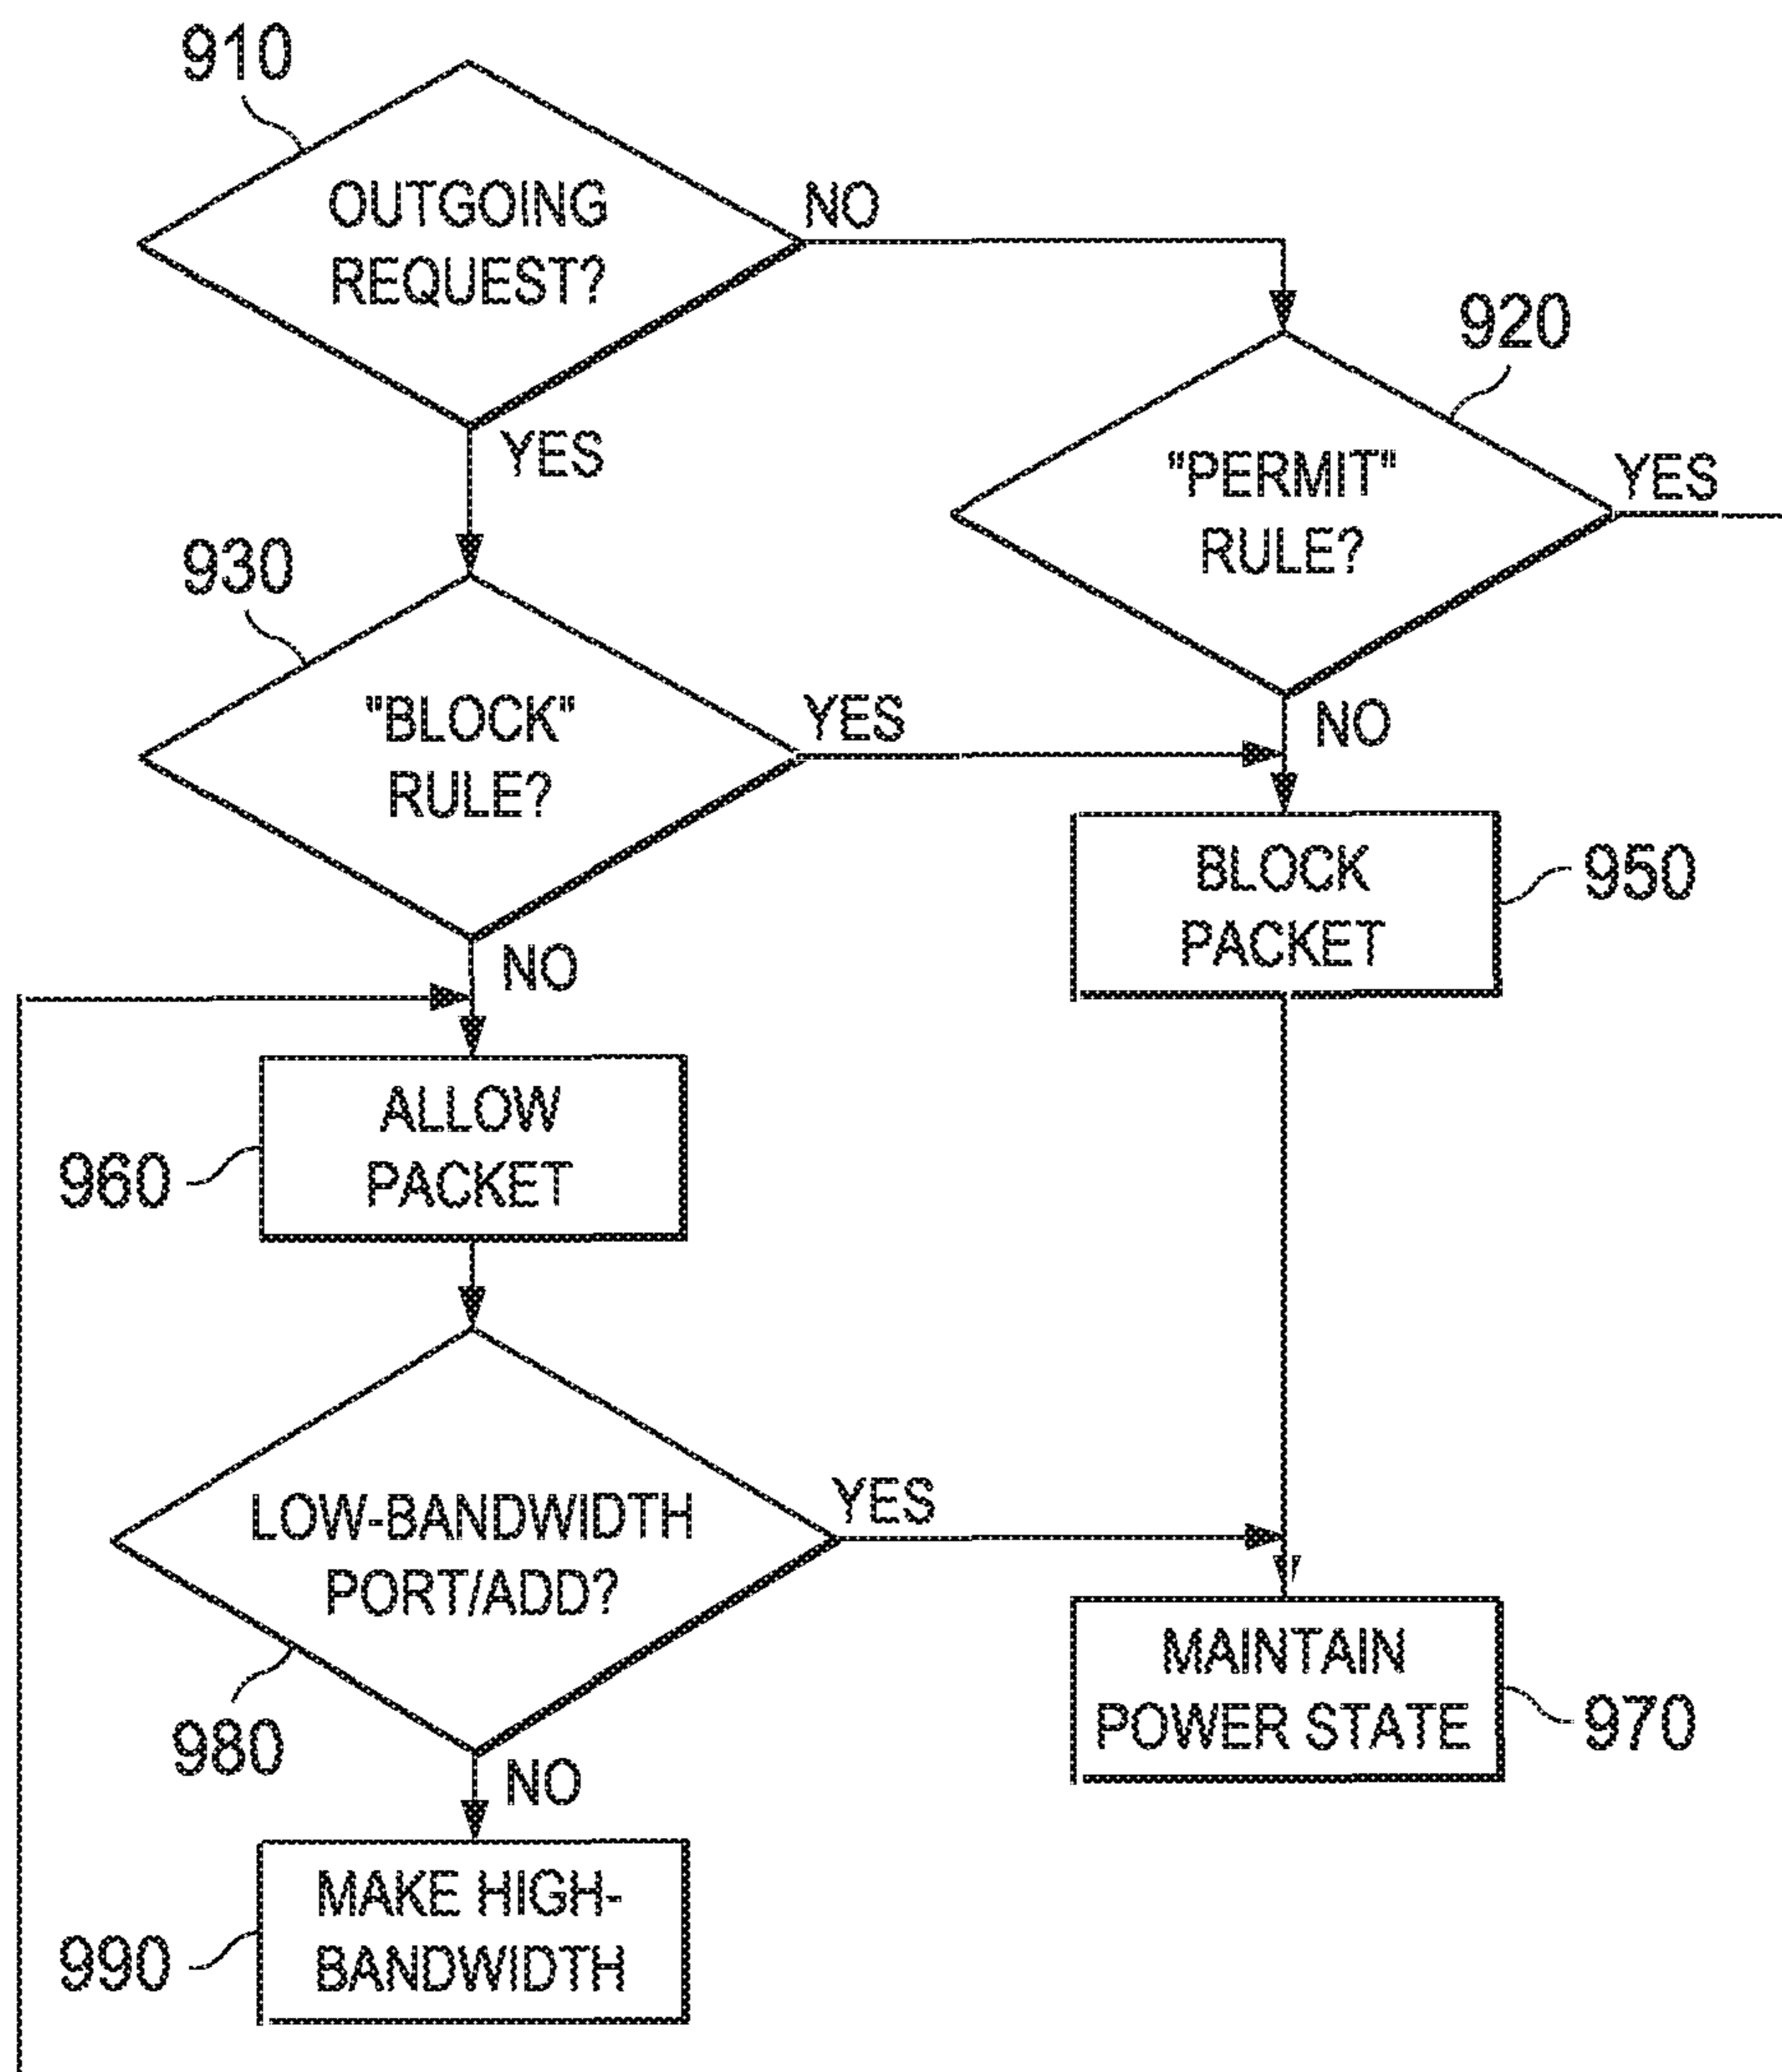 910
OUTGOING
REQUEST?
NO
YES
920
"PERMIT"
RULE?
YES
NO
930
"BLOCK"
RULE?
YES
NO
BLOCK
PACKET
950
ALLOW
PACKET
960
LOW-BANDWIDTH
PORT/ADD?
YES
980
NO
MAINTAIN
POWER STATE
970
MAKE HIGH-
BANDWIDTH
990